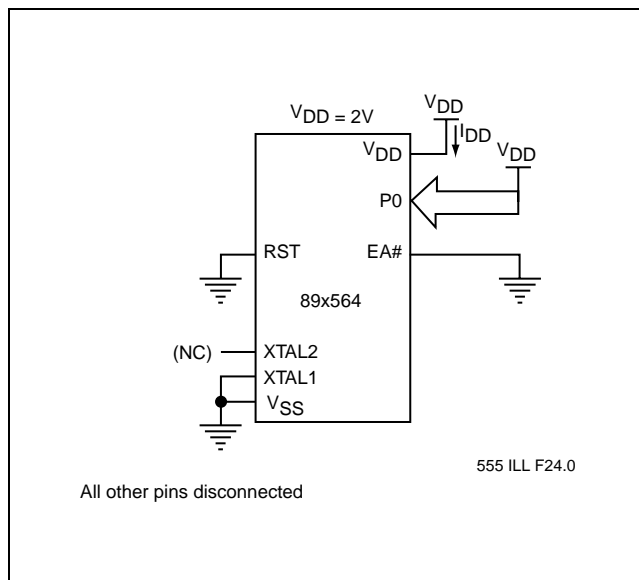 VDD = 2V
VDD
IDD
VDD
VDD
P0
RST
EA#
89x564
(NC)
XTAL2
XTAL1
VSS
555 ILL F24.0
All other pins disconnected